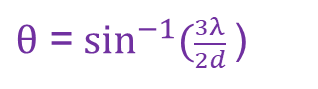 θ = sin⁻¹(3λ/2d)